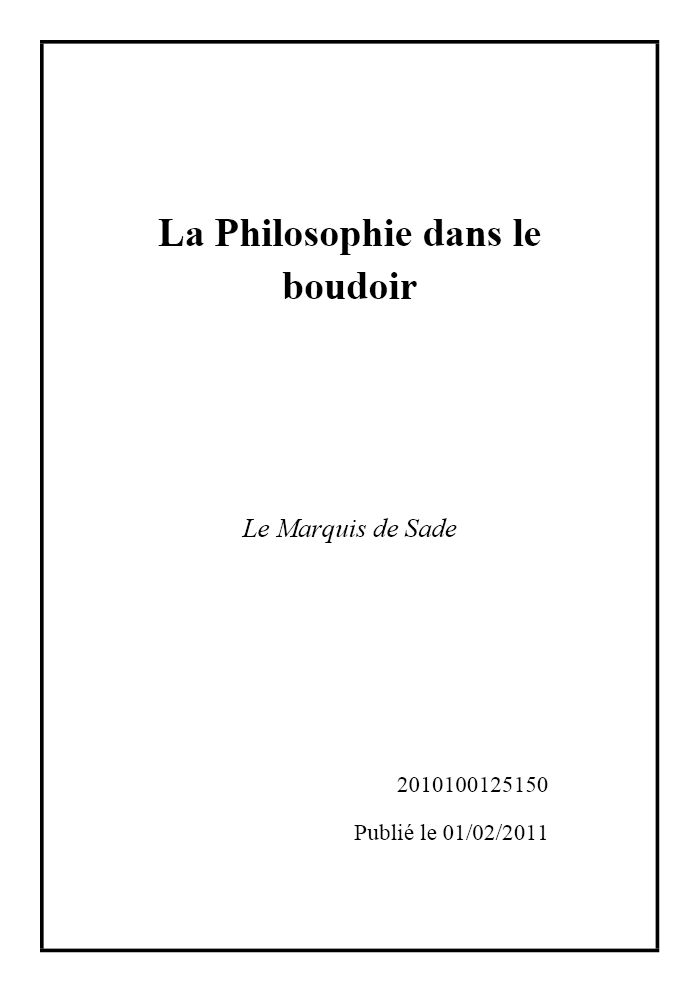 La Philosophie dans le
boudoir
Le Marquis de Sade
2010100125150
Publié le 01/02/2011